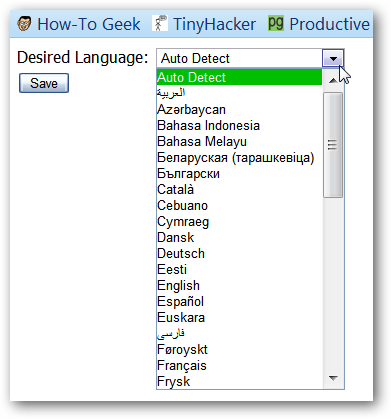 How-To Geek TinyHacker pg Productive
Desired Language: Auto Detect
Save
Auto Detect
العربية
Azərbaycan
Bahasa Indonesia
Bahasa Melayu
Беларуская (тарашкевіца)
Български
Català
Cebuano
Cymraeg
Dansk
Deutsch
Eesti
English
Español
Euskara
فارسی
Føroyskt
Français
Frysk